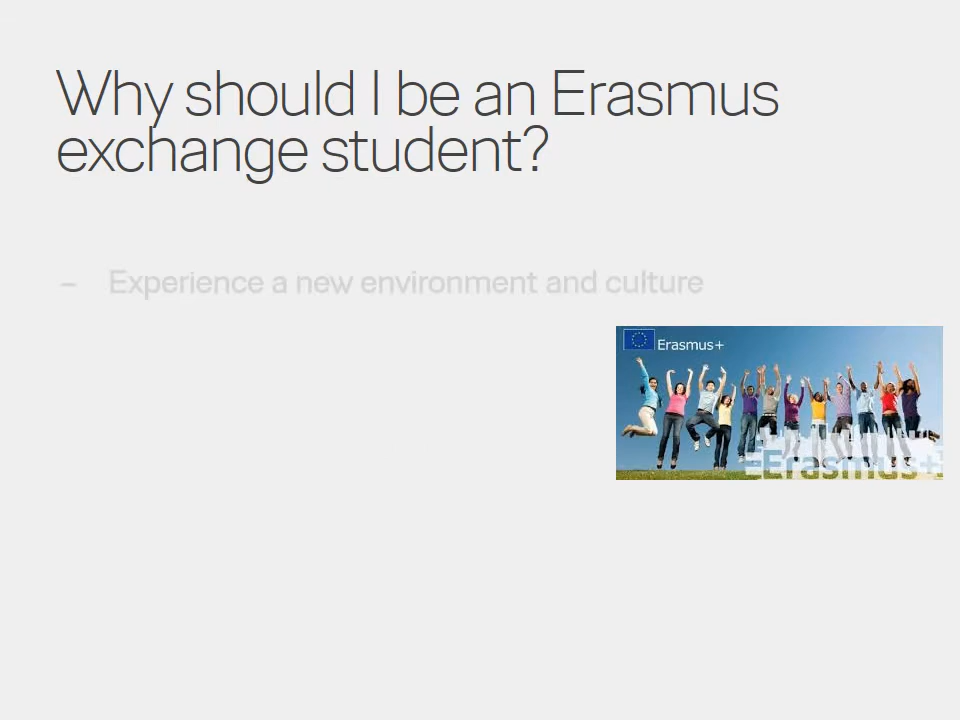 Why should I be an Erasmus
exchange student?
– Experience a new environment and culture
Erasmus+
Erasmus+